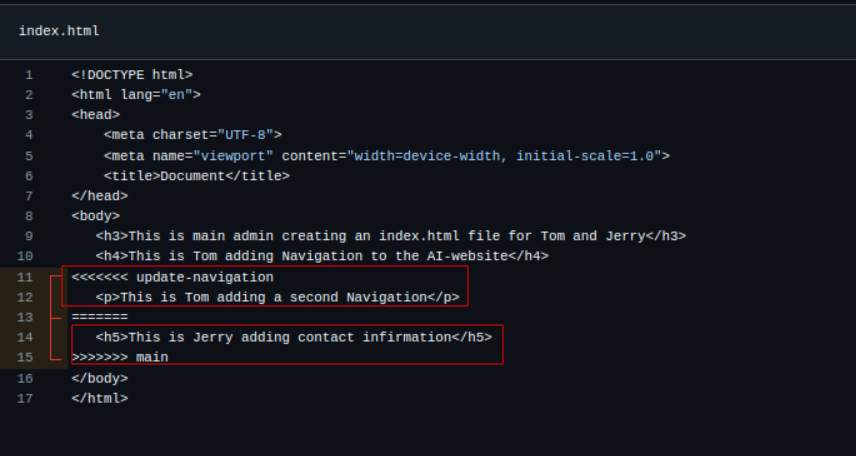 index.html
1 <!DOCTYPE html>
2 <html lang="en">
3 <head>
4     <meta charset="UTF-8">
5     <meta name="viewport" content="width=device-width, initial-scale=1.0">
6     <title>Document</title>
7 </head>
8 <body>
9    <h3>This is main admin creating an index.html file for Tom and Jerry</h3>
10    <h4>This is Tom adding Navigation to the AI-website</h4>
11 <<<<<<< update-navigation
12    <p>This is Tom adding a second Navigation</p>
13 =======
14    <h5>This is Jerry adding contact infirmation</h5>
15 >>>>>>> main
16 </body>
17 </html>